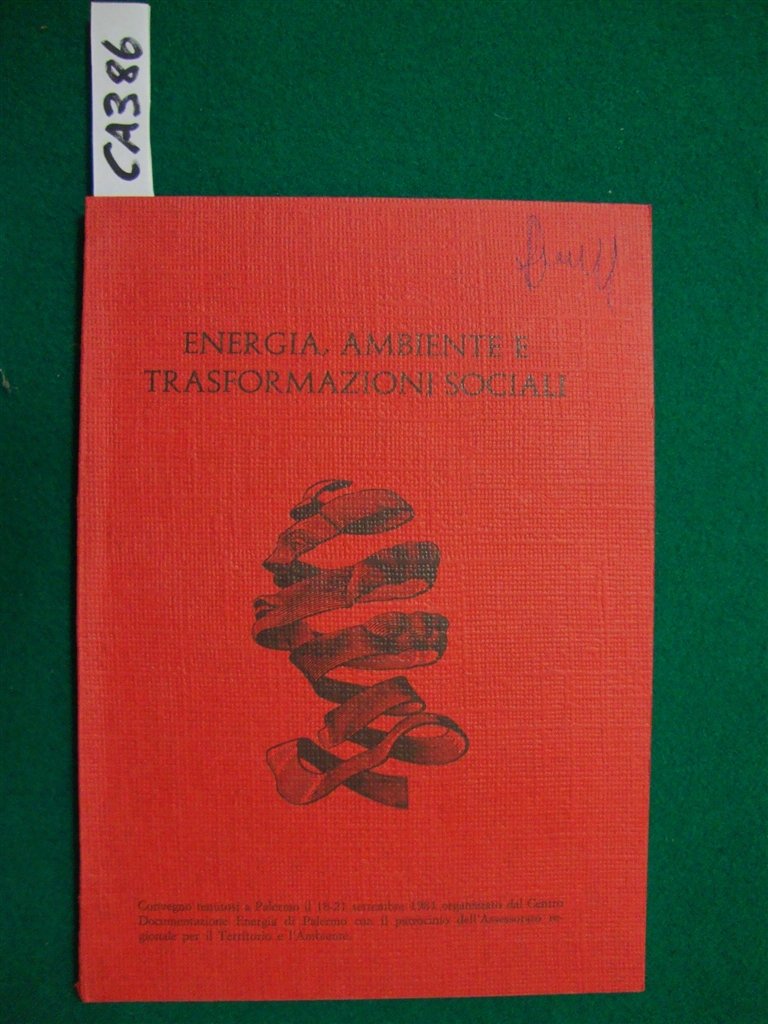 CA386
ENERGIA, AMBIENTE E
TRASFORMAZIONI SOCIALI
Convegno tenutosi a Palermo il 18-21 settembre 1981 organizzato dal Centro
Documentazione Energia di Palermo con il patrocinio dell'Assessorato re-
gionale per il Territorio e l'Ambiente.